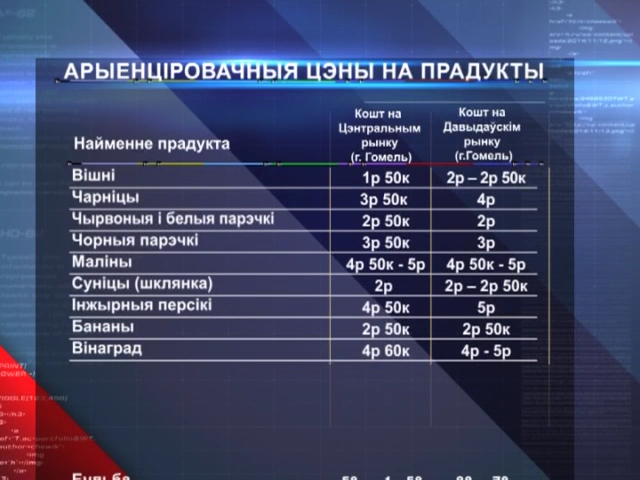 АРЫЕНЦІРОВАЧНЫЯ ЦЭНЫ НА ПРАДУКТЫ
Найменне прадукта
Кошт на
Цэнтральным
рынку
(г. Гомель)
Кошт на
Давыдаўскім
рынку
(г.Гомель)
Вішні 1р 50к 2р – 2р 50к
Чарніцы 3р 50к 4р
Чырвоныя і белыя парэчкі 2р 50к 2р
Чорныя парэчкі 3р 50к 3р
Маліны 4р 50к - 5р 4р 50к - 5р
Суніцы (шклянка) 2р 2р – 2р 50к
Інжырныя персікі 4р 50к 5р
Бананы 2р 50к 2р 50к
Вінаград 4р 60к 4р - 5р